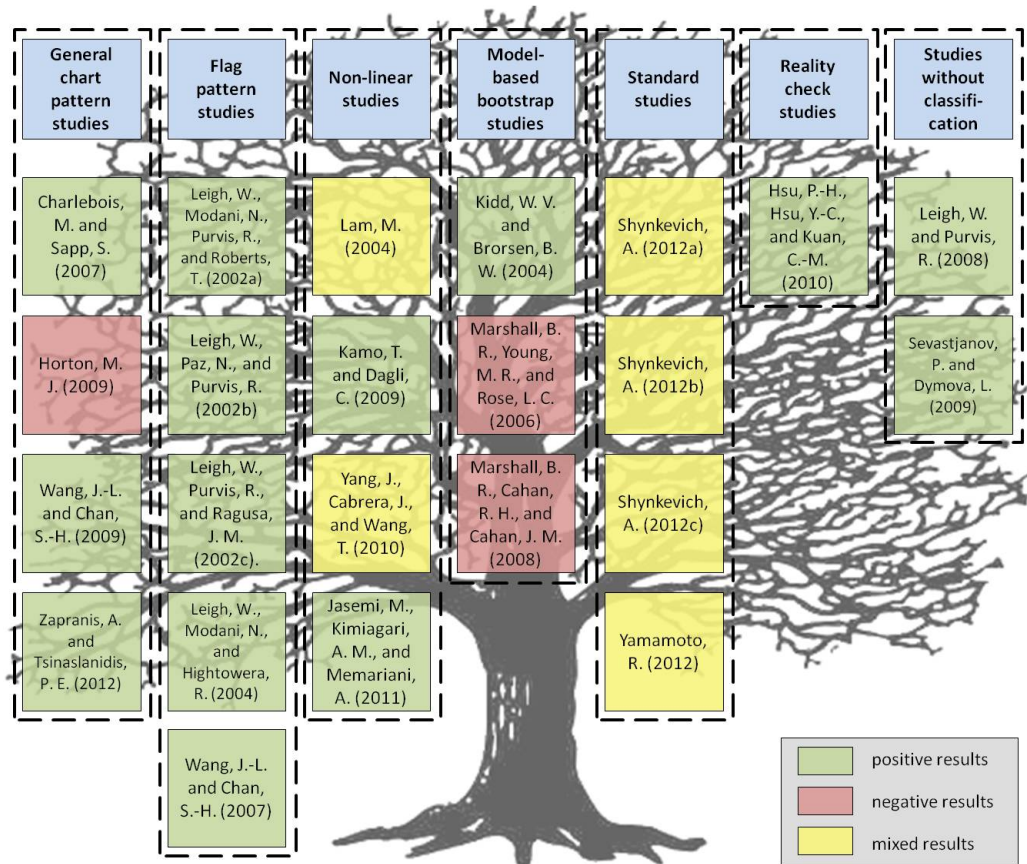 General
chart
pattern
studies
Flag
pattern
studies
Non-linear
studies
Model-
based
bootstrap
studies
Standard
studies
Reality
check
studies
Studies
without
classifi-
cation
Charlebois,
M. and
Sapp, S.
(2007)
Leigh, W.,
Modani, N.,
Purvis, R.,
and Roberts,
T. (2002a)
Lam, M.
(2004)
Kidd, W. V.
and
Brorsen, B.
W. (2004)
Shynkevich,
A. (2012a)
Hsu, P.-H.,
Hsu, Y.-C.,
and Kuan,
C.-M.
(2010)
Leigh, W.
and Purvis,
R. (2008)
Horton, M.
J. (2009)
Leigh, W.,
Paz, N., and
Purvis, R.
(2002b)
Kamo, T.
and Dagli,
C. (2009)
Marshall, B.
R., Young,
M. R., and
Rose, L. C.
(2006)
Shynkevich,
A. (2012b)
Sevastjanov,
P. and
Dymova, L.
(2009)
Wang, J.-L.
and Chan,
S.-H. (2009)
Leigh, W.,
Purvis, R.,
and Ragusa,
J. M.
(2002c).
Yang, J.,
Cabrera, J.,
and Wang,
T. (2010)
Marshall, B.
R., Cahan,
R. H., and
Cahan, J. M.
(2008)
Shynkevich,
A. (2012c)
Zapranis, A.
and
Tsinaslanidis,
P. E. (2012)
Leigh, W.,
Modani, N.,
and
Hightowera,
R. (2004)
Jasemi, M.,
Kimiagari,
A. M., and
Memariani,
A. (2011)
Yamamoto,
R. (2012)
Wang, J.-L.
and Chan,
S.-H. (2007)
positive results
negative results
mixed results